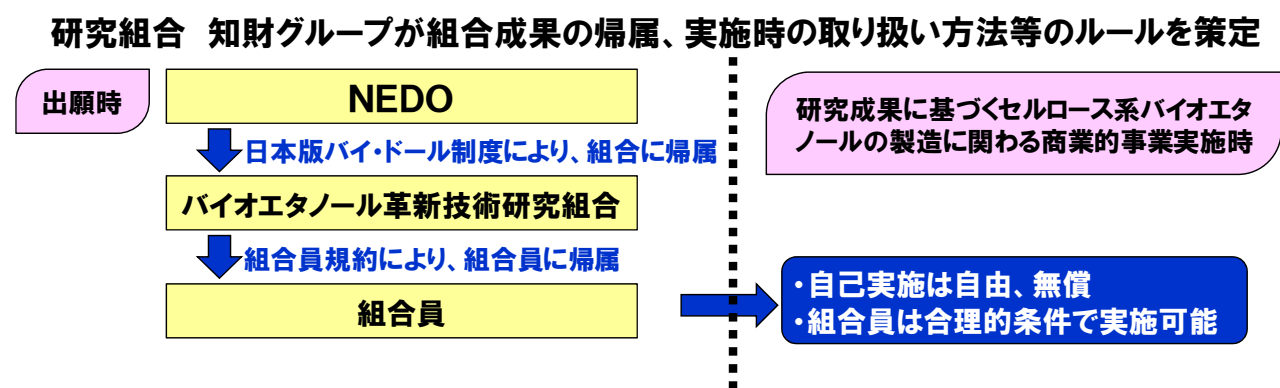 研究組合 知財グループが組合成果の帰属、実施時の取り扱い方法等のルールを策定
出願時
NEDO
日本版バイ・ドール制度により、組合に帰属
バイオエタノール革新技術研究組合
組合員規約により、組合員に帰属
組合員
研究成果に基づくセルロース系バイオエタ
ノールの製造に関わる商業的事業実施時
・自己実施は自由、無償
・組合員は合理的条件で実施可能